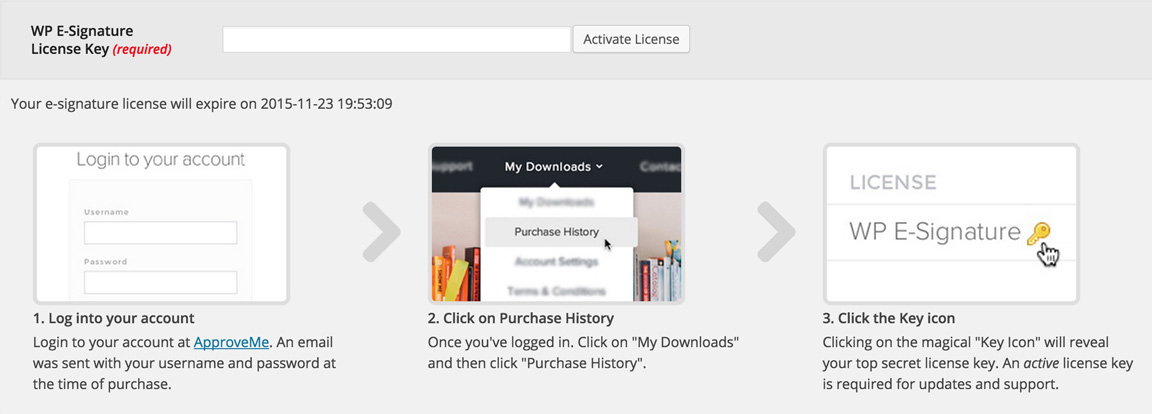 WP E-Signature
License Key (required)
Activate License
Your e-signature license will expire on 2015-11-23 19:53:09
Login to your account
Username
Password
upport
My Downloads
Contac
My Downloads
Purchase History
Account Settings
Terms & Conditions
LICENSE
WP E-Signature
1. Log into your account
Login to your account at ApproveMe. An email
was sent with your username and password at
the time of purchase.
2. Click on Purchase History
Once you've logged in. Click on "My Downloads"
and then click "Purchase History".
3. Click the Key icon
Clicking on the magical "Key Icon" will reveal
your top secret license key. An active license key
is required for updates and support.